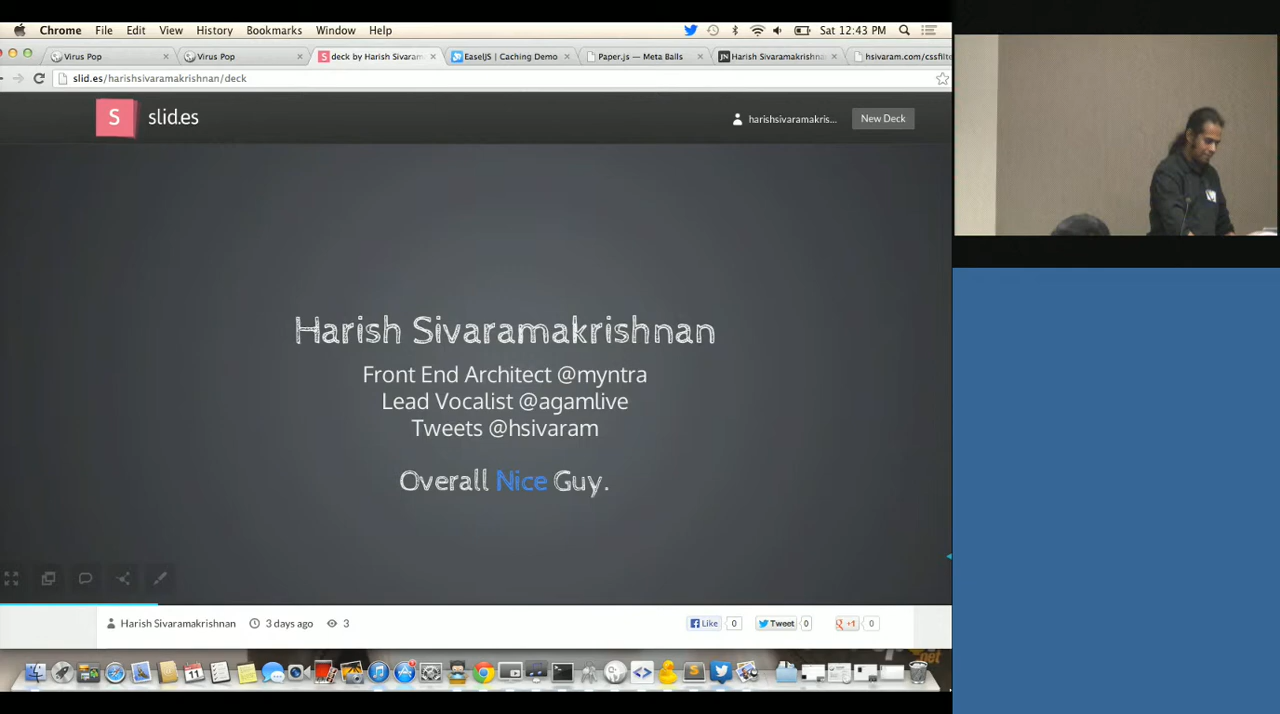 Chrome File Edit View History Bookmarks Window Help
Sat 12:43 PM
Virus Pop
Virus Pop
deck by Harish Sivaram
EaselJS | Caching Demo
Paper.js — Meta Balls
Harish Sivaramakrishnan
hsivaram.com/cssfilte
slid.es/harishsivaramakrishnan/deck
S slid.es
harishsivaramakris...
New Deck
Harish Sivaramakrishnan
Front End Architect @myntra
Lead Vocalist @agamlive
Tweets @hsivaram
Overall Nice Guy.
Harish Sivaramakrishnan
3 days ago
3
Like 0
Tweet 0
+1 0